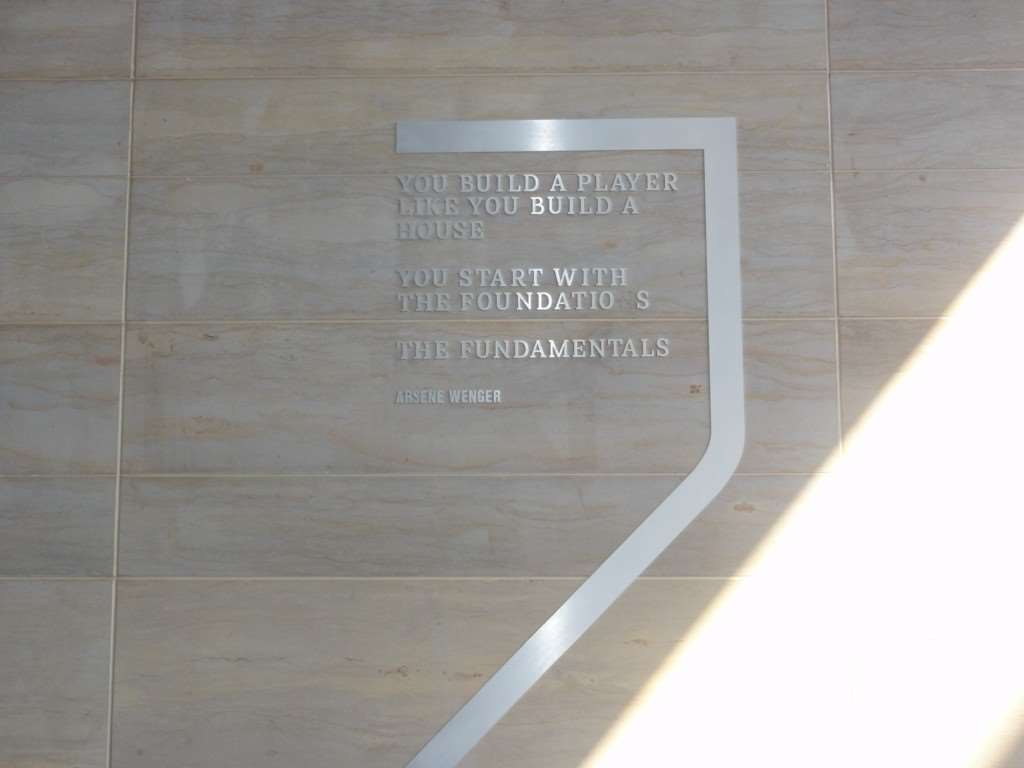 YOU BUILD A PLAYER
LIKE YOU BUILD A
HOUSE
YOU START WITH
THE FOUNDATIO S
THE FUNDAMENTALS
ARSENE WENGER